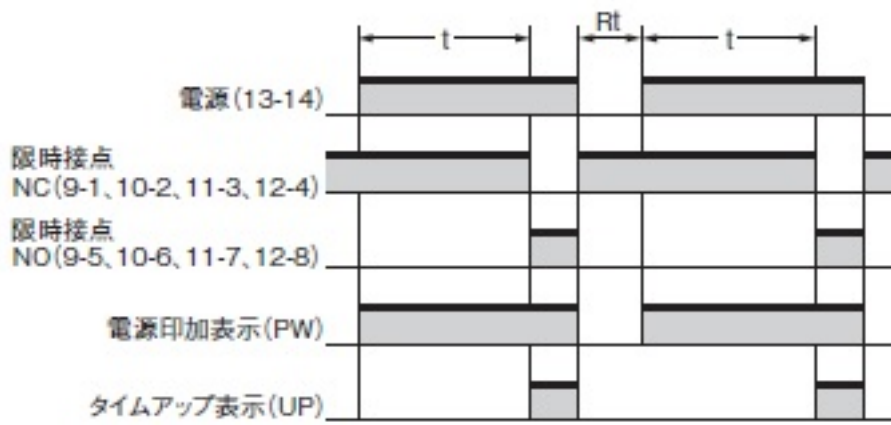 t Rt t
電源(13-14)
限時接点
NC(9-1、10-2、11-3、12-4)
限時接点
NO(9-5、10-6、11-7、12-8)
電源印加表示(PW)
タイムアップ表示(UP)